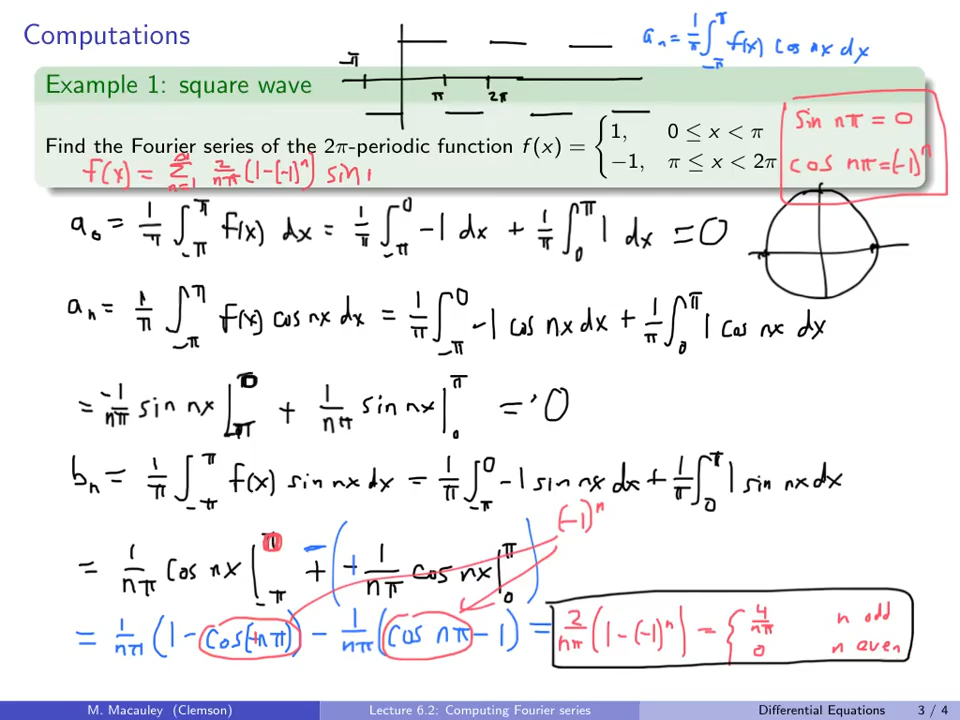 Computations
a_n = 1/π ∫_{-π}^{π} f(x) cos nx dx
-π π 2π
Example 1: square wave
Find the Fourier series of the 2π-periodic function f(x) = { 1, 0 ≤ x < π
−1, π ≤ x < 2π
sin nπ = 0
cos nπ = (-1)^n
f(x) = ∑_{n=1}^{∞} 2/nπ (1-(-1)^n) sin
a_0 = 1/π ∫_{-π}^{π} f(x) dx = 1/π ∫_{-π}^{0} -1 dx + 1/π ∫_{0}^{π} 1 dx = 0
a_n = 1/π ∫_{-π}^{π} f(x) cos nx dx = 1/π ∫_{-π}^{0} -1 cos nx dx + 1/π ∫_{0}^{π} 1 cos nx dx
= -1/nπ sin nx |_{-π}^{0} + 1/nπ sin nx |_{0}^{π} = 0
b_n = 1/π ∫_{-π}^{π} f(x) sin nx dx = 1/π ∫_{-π}^{0} -1 sin nx dx + 1/π ∫_{0}^{π} 1 sin nx dx
(-1)^n
= 1/nπ cos nx |_{-π}^{0} - ( + 1/nπ cos nx |_{0}^{π} )
= 1/nπ (1 - cos(+nπ)) - 1/nπ (cos nπ - 1) = 2/nπ (1-(-1)^n) = { 4/nπ n odd
0 n even
M. Macauley (Clemson) Lecture 6.2: Computing Fourier series Differential Equations 3 / 4